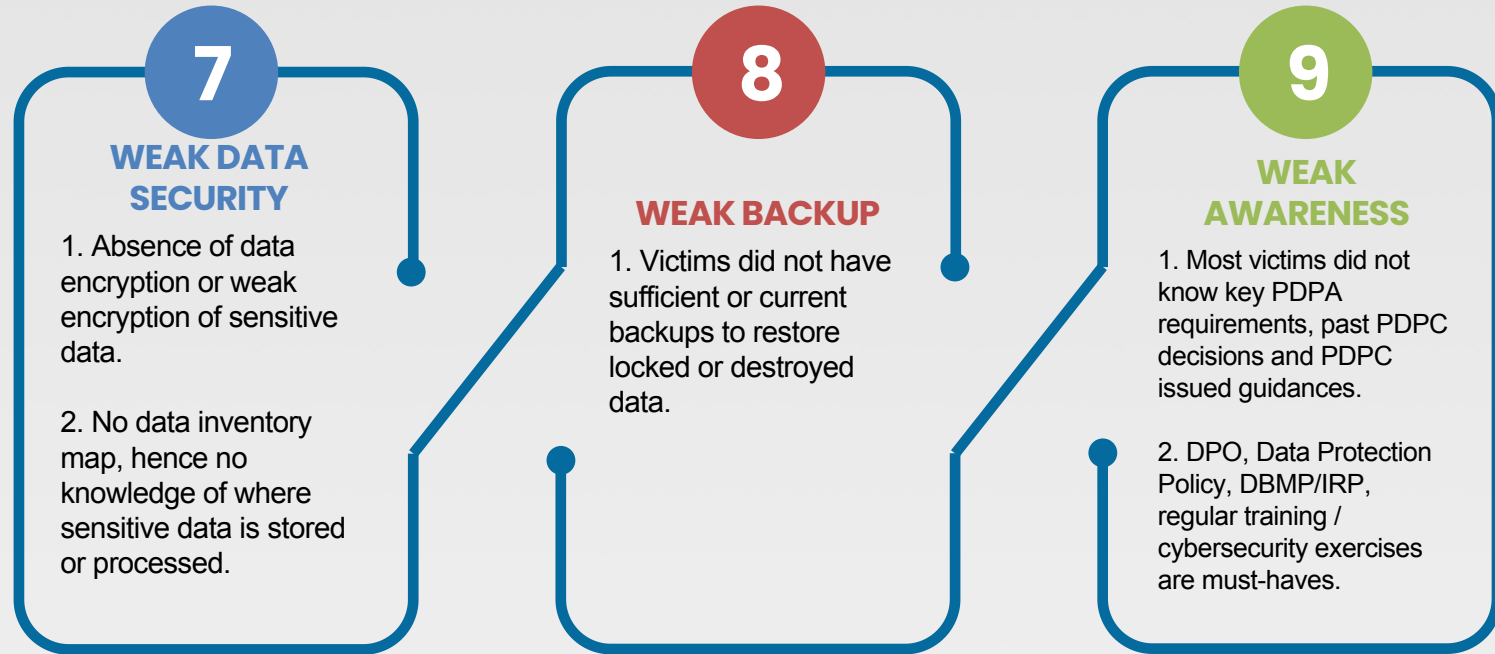 7
WEAK DATA
SECURITY
1. Absence of data
encryption or weak
encryption of sensitive
data.
2. No data inventory
map, hence no
knowledge of where
sensitive data is stored
or processed.
8
WEAK BACKUP
1. Victims did not have
sufficient or current
backups to restore
locked or destroyed
data.
9
WEAK
AWARENESS
1. Most victims did not
know key PDPA
requirements, past PDPC
decisions and PDPC
issued guidances.
2. DPO, Data Protection
Policy, DBMP/IRP,
regular training /
cybersecurity exercises
are must-haves.